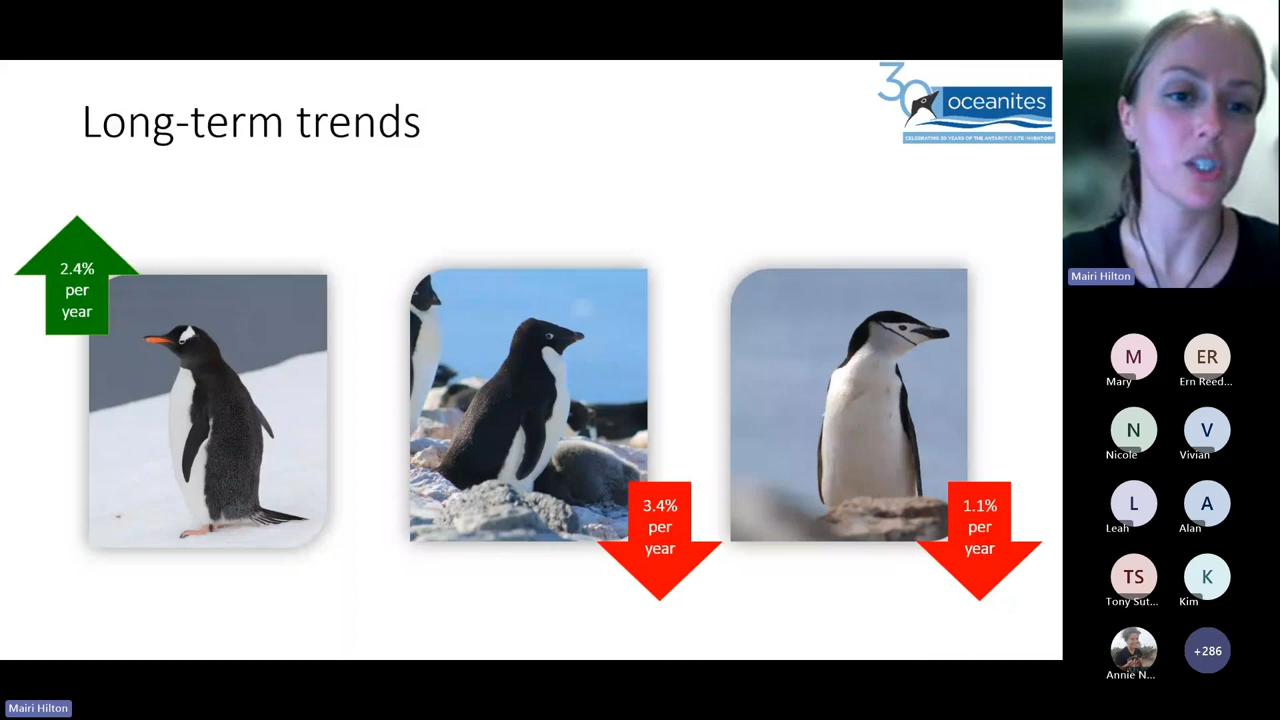 Long-term trends
30
oceanites
CELEBRATING 30 YEARS OF THE ANTARCTIC SITE INVENTORY
2.4%
per
year
3.4%
per
year
1.1%
per
year
Mairi Hilton
M
ER
Mary
Ern Reed...
N
V
Nicole
Vivian
L
A
Leah
Alan
TS
K
Tony Sut...
Kim
+286
Annie N...
Mairi Hilton